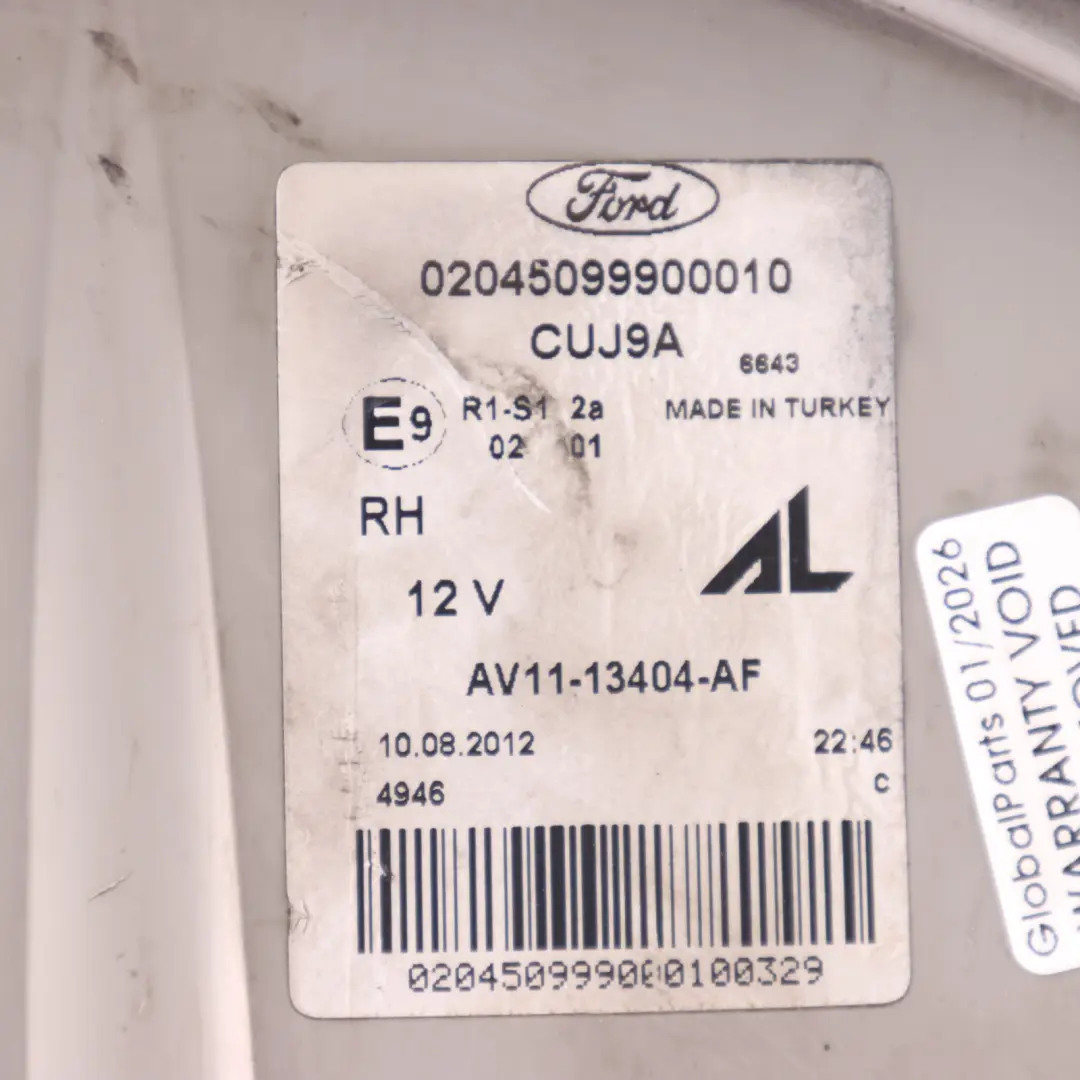 Ford
02045099900010
CUJ9A
6643
E9
R1-S1 2a
02 01
MADE IN TURKEY
RH
AL
12 V
AV11-13404-AF
10.08.2012
22:46
4946
C
GlobalParts 01/2026
WARRANTY VOID